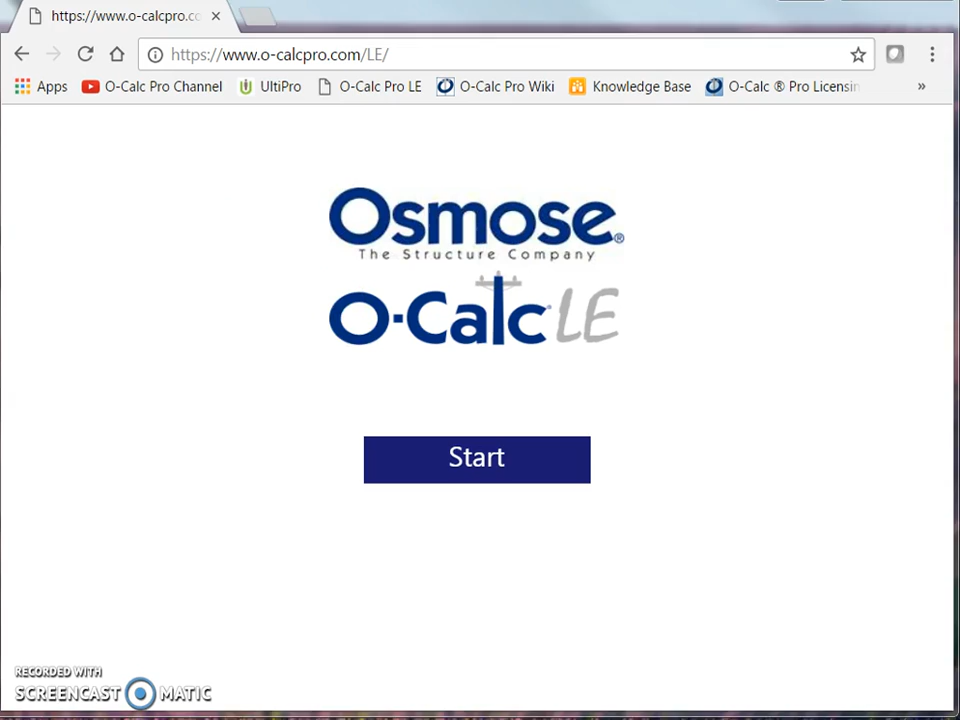 https://www.o-calcpro.co
https://www.o-calcpro.com/LE/
Apps O-Calc Pro Channel UltiPro O-Calc Pro LE O-Calc Pro Wiki Knowledge Base O-Calc ® Pro Licensin »
Osmose®
The Structure Company
O-Calc LE
Start
RECORDED WITH
SCREENCAST MATIC